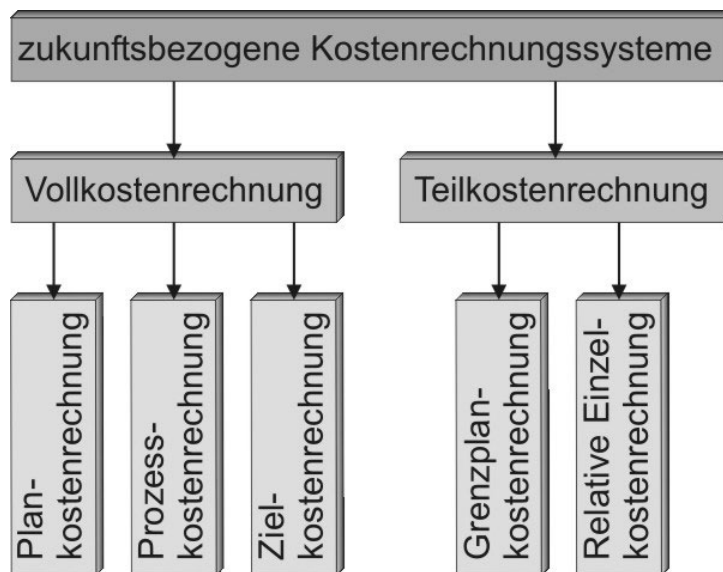 zukunftsbezogene Kostenrechnungssysteme
Vollkostenrechnung
Teilkostenrechnung
Plan-
kostenrechnung
Prozess-
kostenrechnung
Ziel-
kostenrechnung
Grenzplan-
kostenrechnung
Relative Einzel-
kostenrechnung